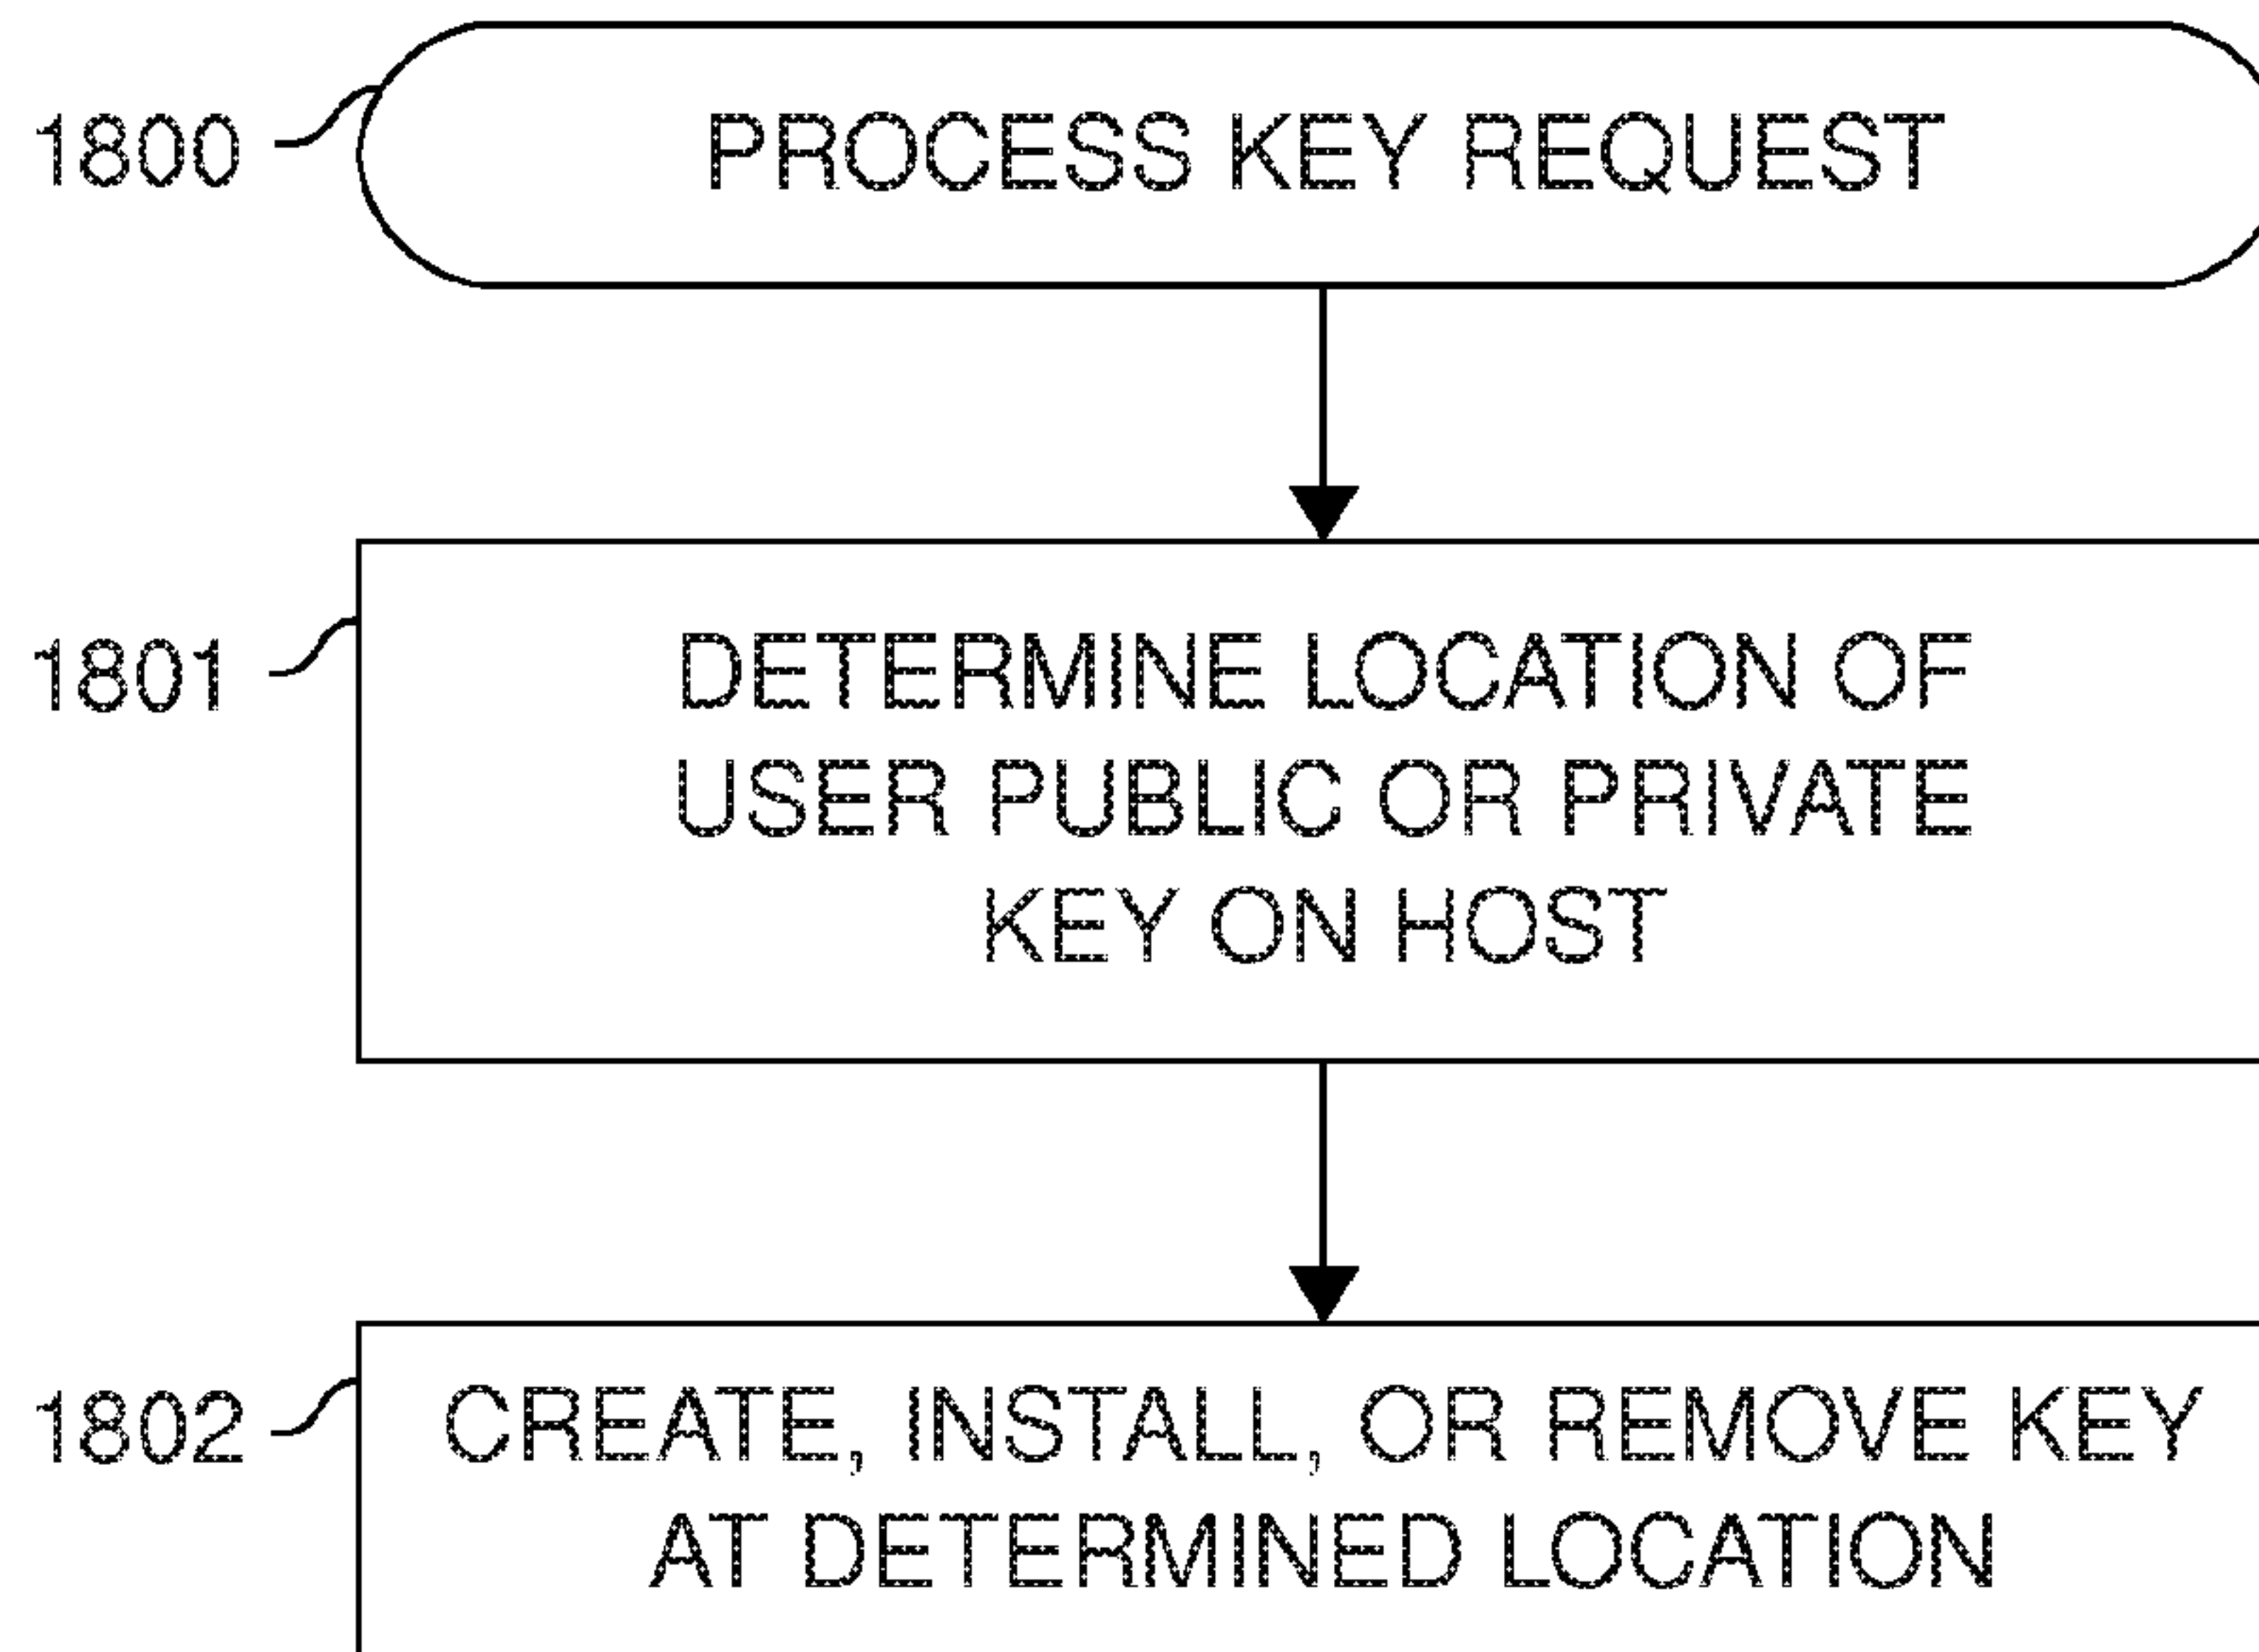 1800
PROCESS KEY REQUEST
1801
DETERMINE LOCATION OF
USER PUBLIC OR PRIVATE
KEY ON HOST
1802
CREATE, INSTALL, OR REMOVE KEY
AT DETERMINED LOCATION